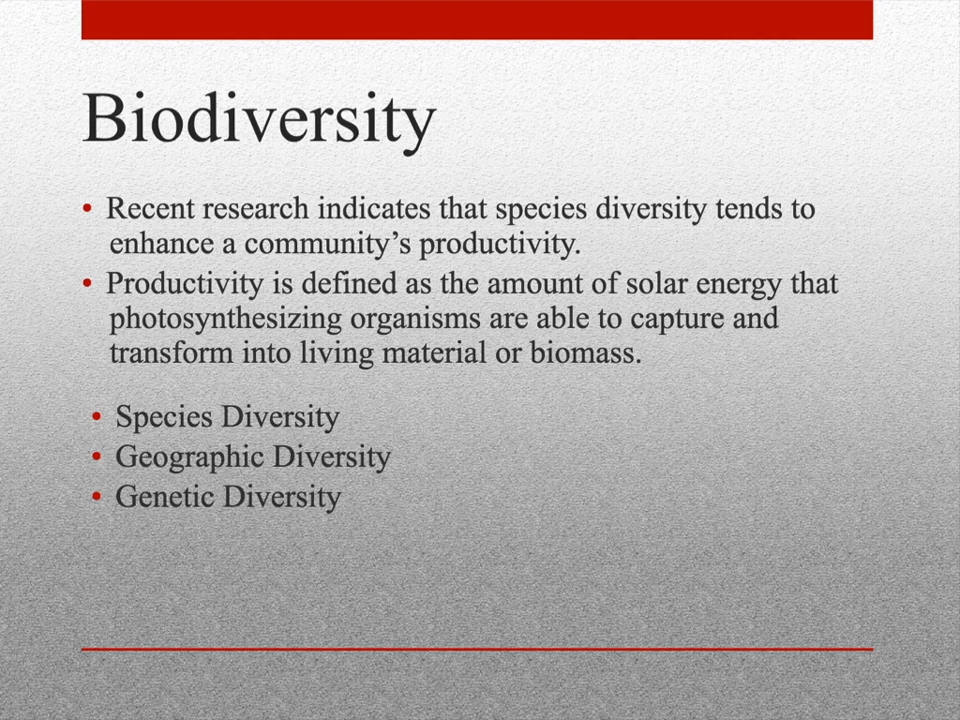 Biodiversity
• Recent research indicates that species diversity tends to
enhance a community’s productivity.
• Productivity is defined as the amount of solar energy that
photosynthesizing organisms are able to capture and
transform into living material or biomass.
• Species Diversity
• Geographic Diversity
• Genetic Diversity